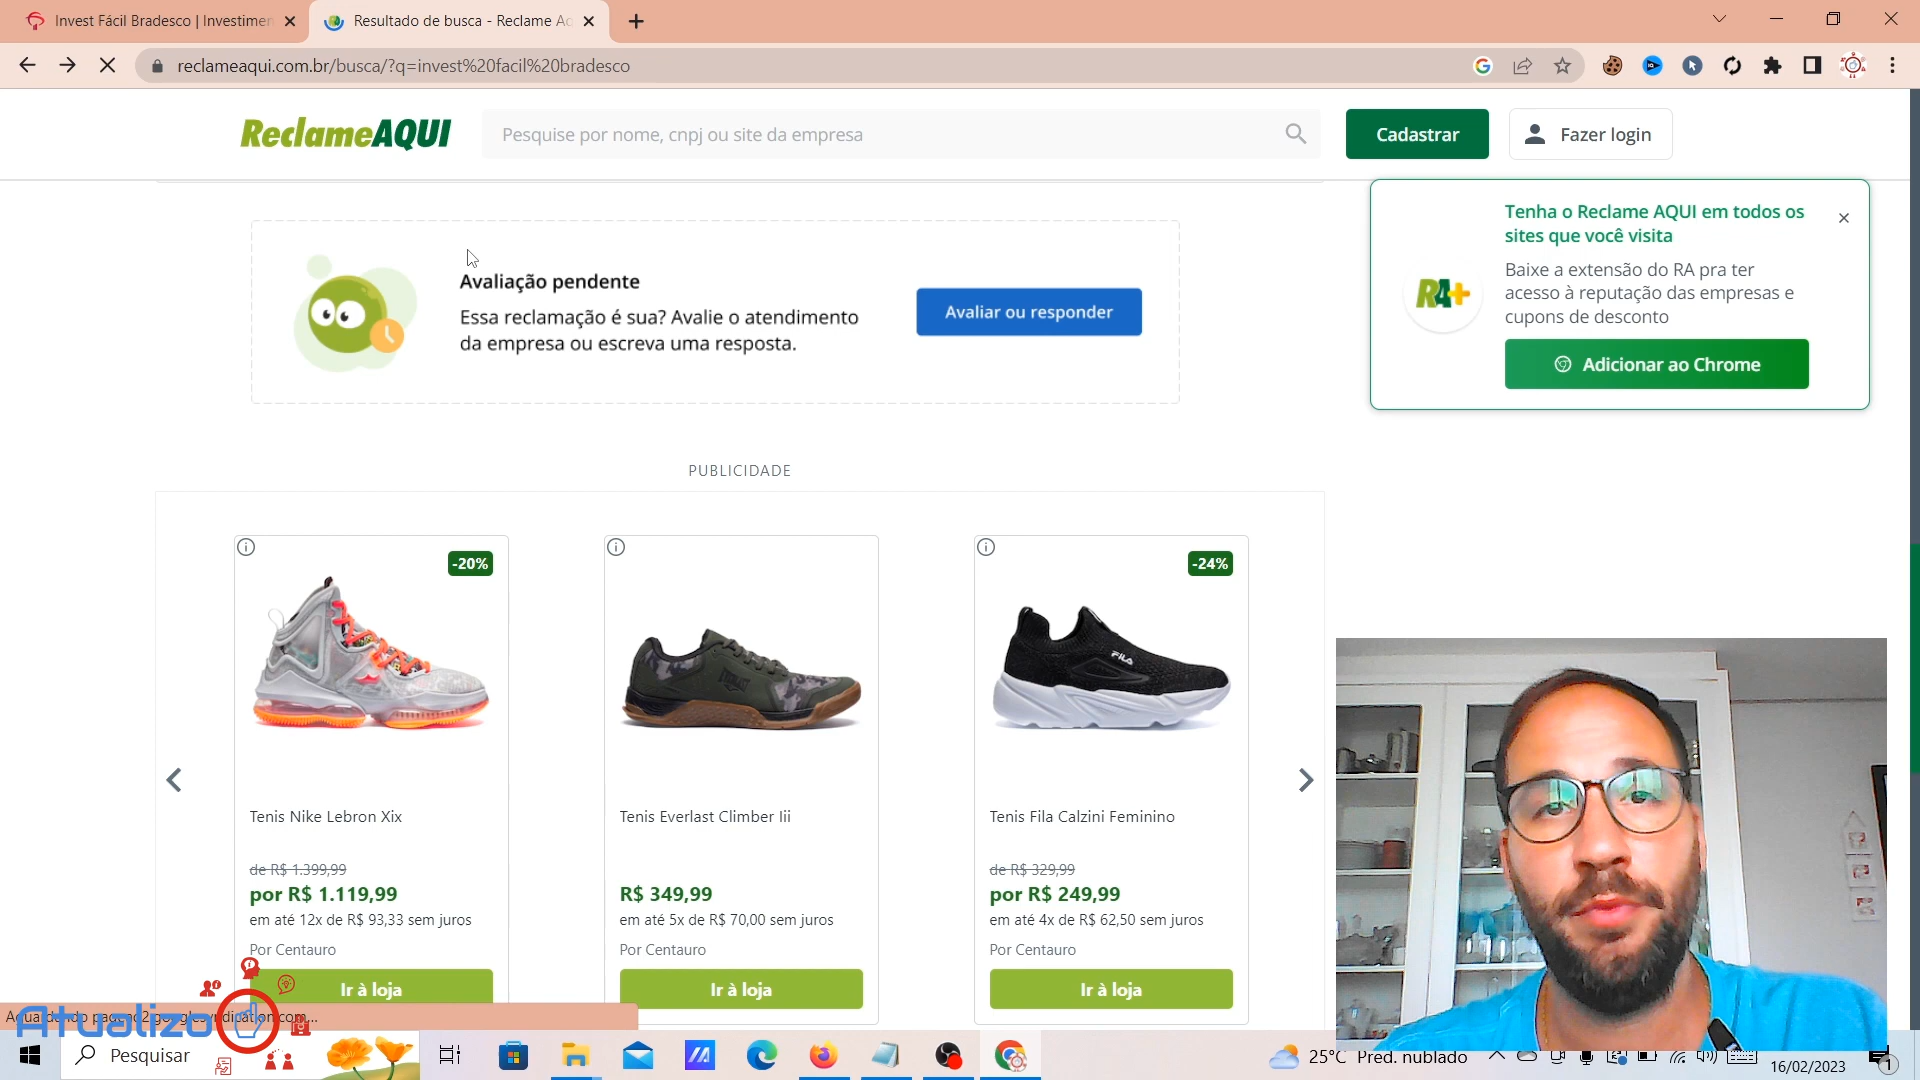 Invest Fácil Bradesco | Investimen
Resultado de busca - Reclame Aq
reclameaqui.com.br/busca/?q=invest%20facil%20bradesco
ReclameAQUI
Pesquise por nome, cnpj ou site da empresa
Cadastrar
Fazer login
Tenha o Reclame AQUI em todos os
sites que você visita
Baixe a extensão do RA pra ter
acesso à reputação das empresas e
cupons de desconto
RA+
Adicionar ao Chrome
Avaliação pendente
Essa reclamação é sua? Avalie o atendimento
da empresa ou escreva uma resposta.
Avaliar ou responder
PUBLICIDADE
-20%
-24%
FILA
Tenis Nike Lebron Xix
de R$ 1.399,99
por R$ 1.119,99
em até 12x de R$ 93,33 sem juros
Por Centauro
Ir à loja
Tenis Everlast Climber Iii
R$ 349,99
em até 5x de R$ 70,00 sem juros
Por Centauro
Ir à loja
Tenis Fila Calzini Feminino
de R$ 329,99
por R$ 249,99
em até 4x de R$ 62,50 sem juros
Por Centauro
Ir à loja
Atualizo
Pesquisar
25°C Pred. nublado
16/02/2023
1